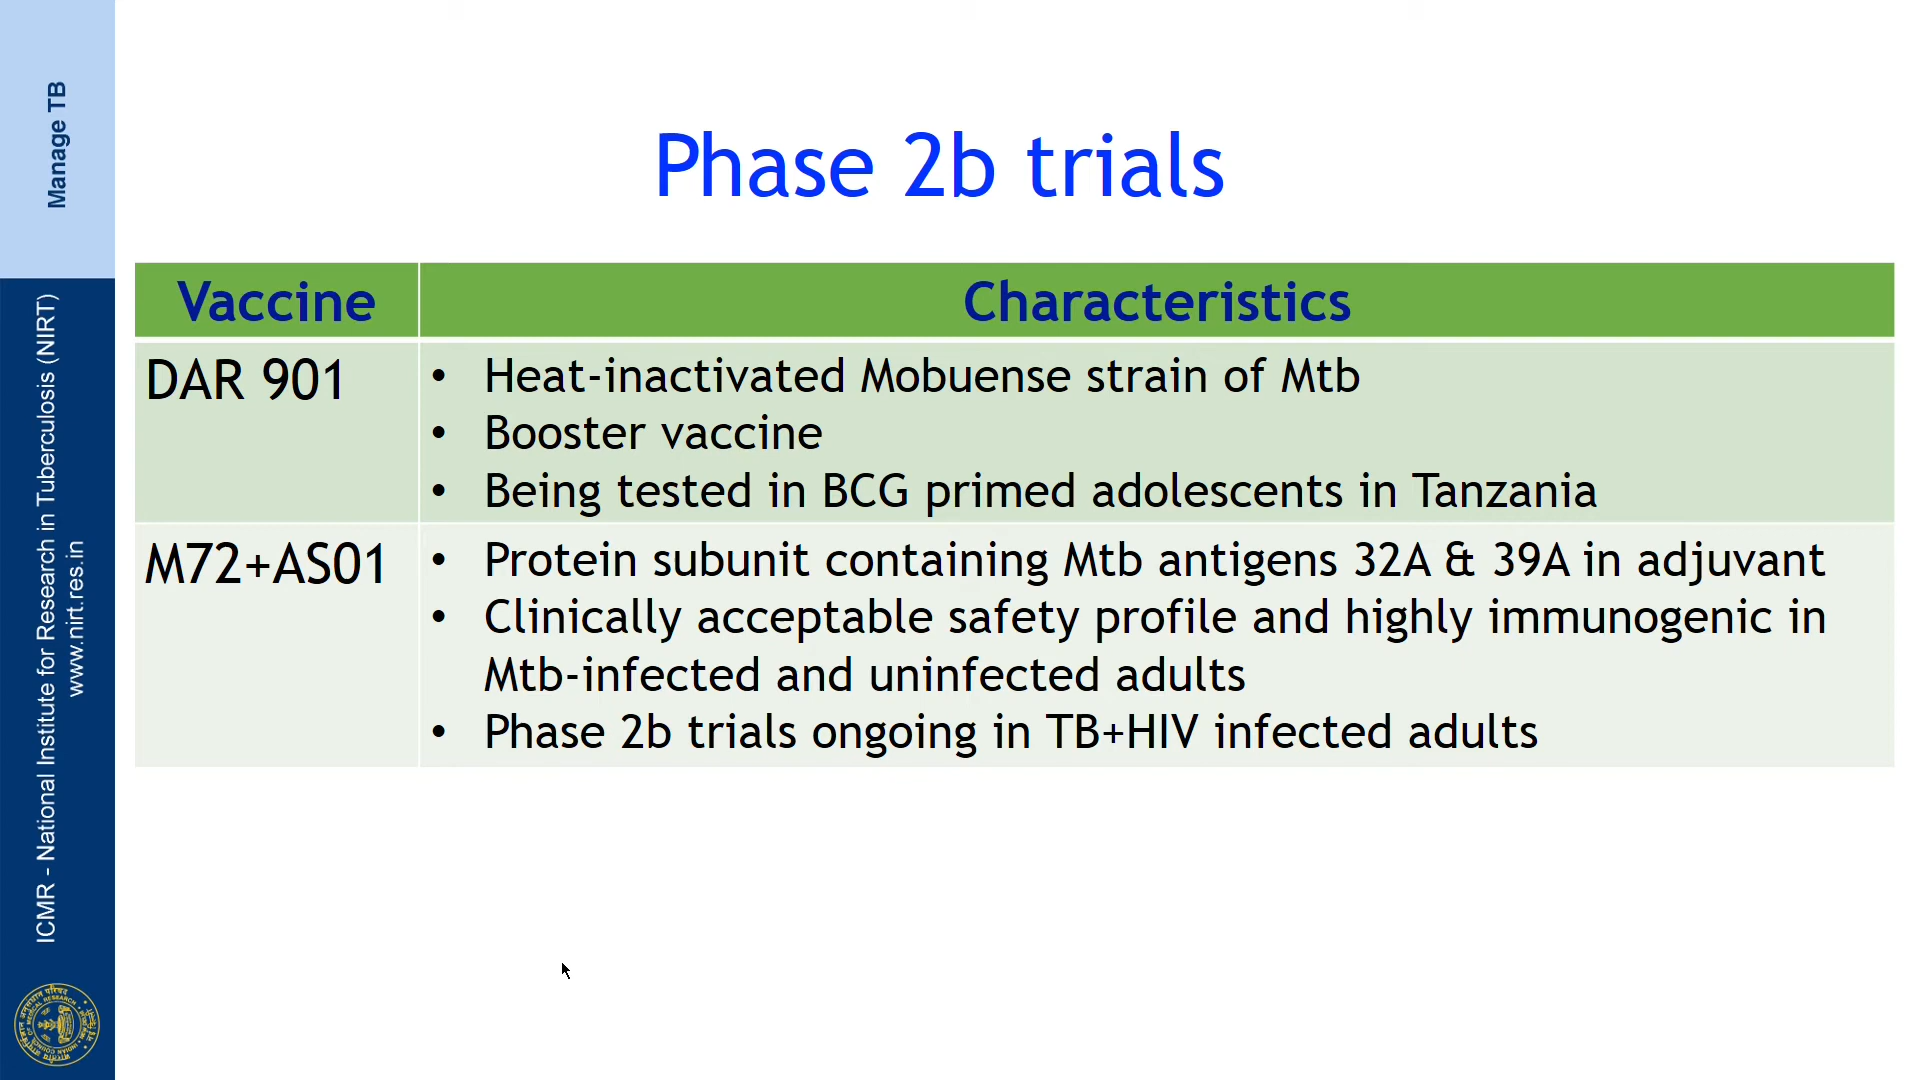 Manage TB
ICMR - National Institute for Research in Tuberculosis (NIRT)
www.nirt.res.in
Phase 2b trials
Vaccine
Characteristics
DAR 901
• Heat-inactivated Mobuense strain of Mtb
• Booster vaccine
• Being tested in BCG primed adolescents in Tanzania
M72+AS01
• Protein subunit containing Mtb antigens 32A & 39A in adjuvant
• Clinically acceptable safety profile and highly immunogenic in
Mtb-infected and uninfected adults
• Phase 2b trials ongoing in TB+HIV infected adults